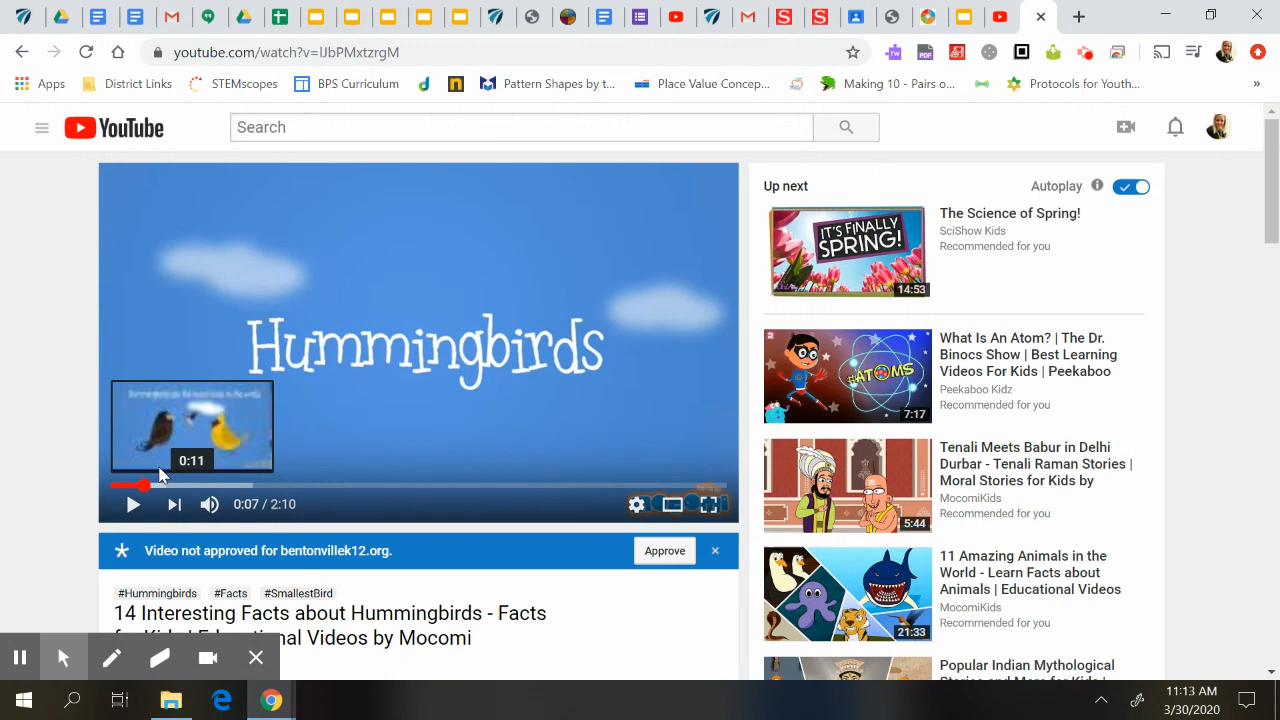 youtube.com/watch?v=IJbPMxtzrgM
Apps
District Links
STEMscopes
BPS Curriculum
Pattern Shapes by t...
Place Value Concep...
Making 10 - Pairs o...
Protocols for Youth...
»
YouTube
Search
Hummingbirds
0:11
0:07 / 2:10
Video not approved for bentonvillek12.org.
Approve
#Hummingbirds #Facts #SmallestBird
14 Interesting Facts about Hummingbirds - Facts
nal Videos by Mocomi
Up next
Autoplay
IT'S FINALLY
SPRING!
14:53
The Science of Spring!
SciShow Kids
Recommended for you
#ATOMS
7:17
What Is An Atom? | The Dr.
Binocs Show | Best Learning
Videos For Kids | Peekaboo
Peekaboo Kidz
Recommended for you
5:44
Tenali Meets Babur in Delhi
Durbar - Tenali Raman Stories |
Moral Stories for Kids by
MocomiKids
Recommended for you
21:33
11 Amazing Animals in the
World - Learn Facts about
Animals | Educational Videos
MocomiKids
Recommended for you
Popular Indian Mythological
11:13 AM
3/30/2020